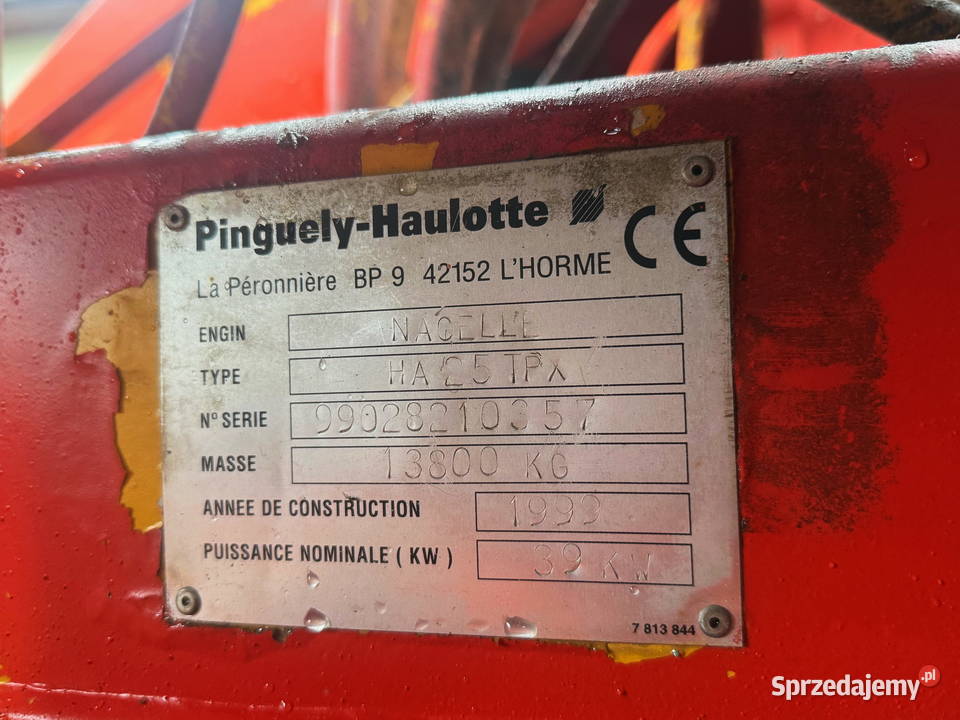 Pinguely-Haulotte
CE
La Péronnière BP 9 42152 L'HORME
ENGIN NACELLE
TYPE HA 25 TPX
N° SERIE 99028210357
MASSE 13800 KG
ANNEE DE CONSTRUCTION 1999
PUISSANCE NOMINALE ( KW ) 39 KW
7 813 844
Sprzedajemy.pl